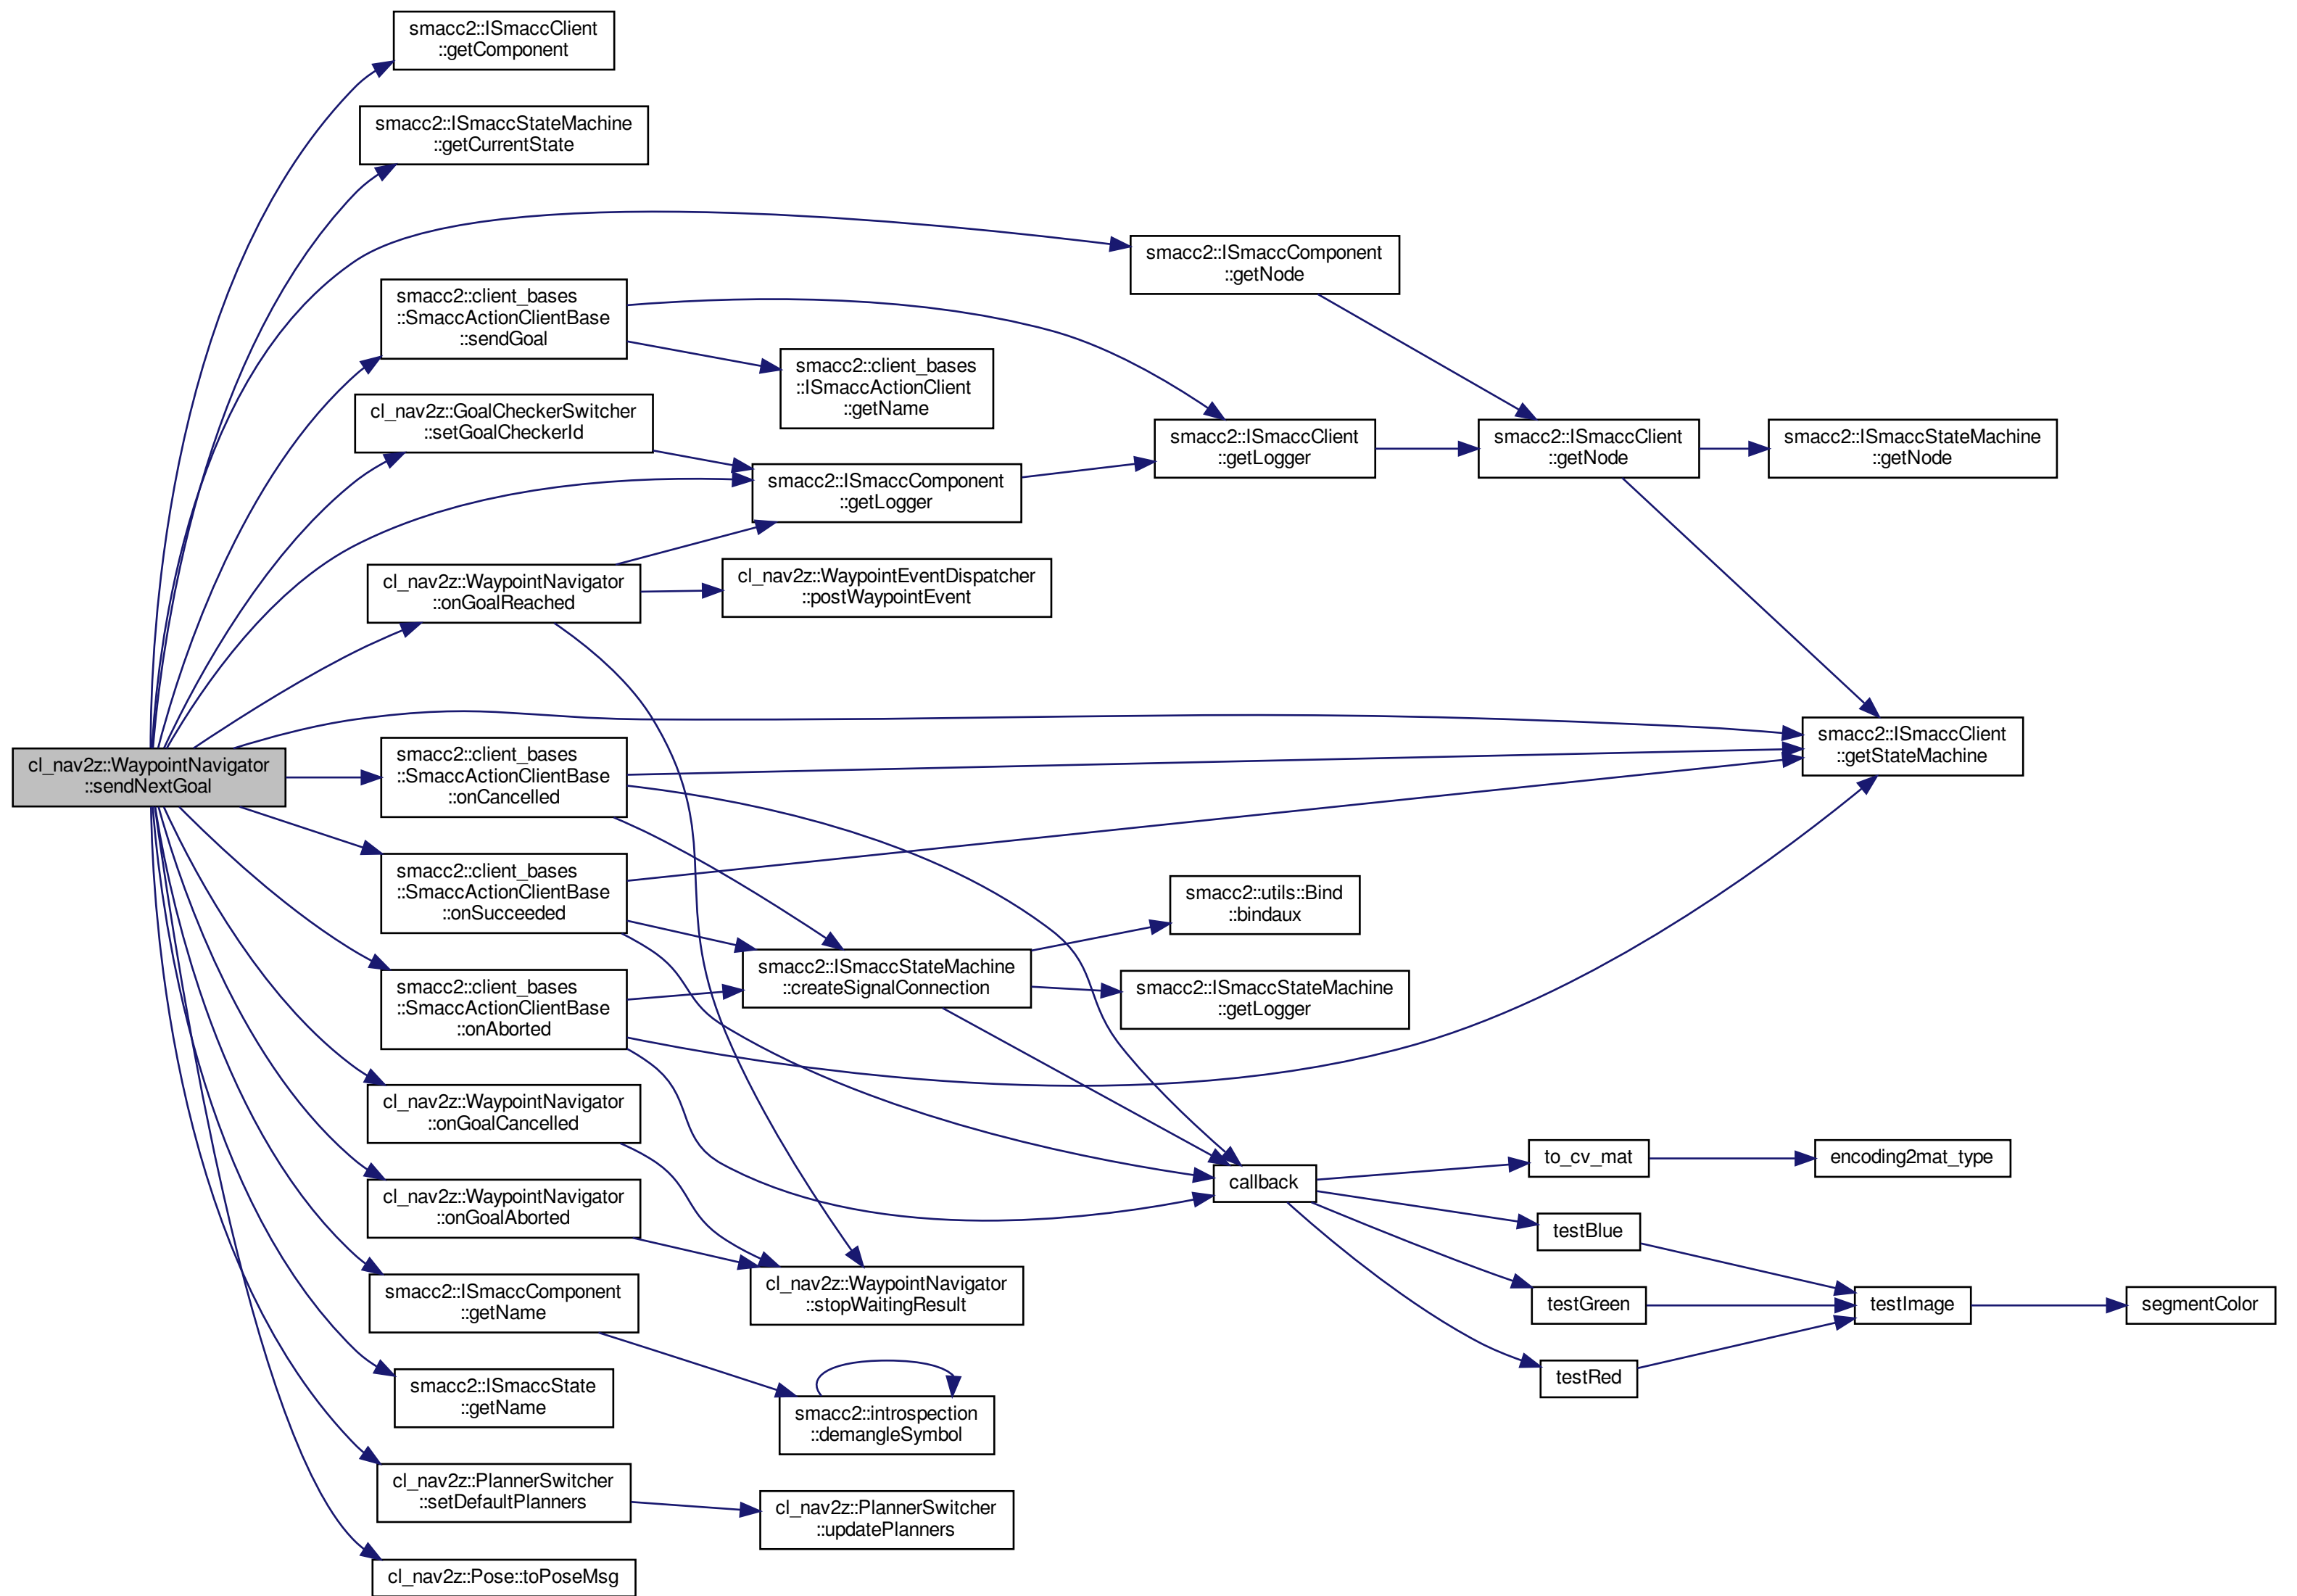 smacc2::ISmaccClient
::getComponent
smacc2::ISmaccStateMachine
::getCurrentState
smacc2::ISmaccComponent
::getNode
smacc2::client_bases
::SmaccActionClientBase
::sendGoal
smacc2::client_bases
::ISmaccActionClient
::getName
cl_nav2z::GoalCheckerSwitcher
::setGoalCheckerId
smacc2::ISmaccClient
::getLogger
smacc2::ISmaccClient
::getNode
smacc2::ISmaccStateMachine
::getNode
smacc2::ISmaccComponent
::getLogger
cl_nav2z::WaypointNavigator
::onGoalReached
cl_nav2z::WaypointEventDispatcher
::postWaypointEvent
cl_nav2z::WaypointNavigator
::sendNextGoal
smacc2::client_bases
::SmaccActionClientBase
::onCancelled
smacc2::ISmaccClient
::getStateMachine
smacc2::client_bases
::SmaccActionClientBase
::onSucceeded
smacc2::utils::Bind
::bindaux
smacc2::client_bases
::SmaccActionClientBase
::onAborted
smacc2::ISmaccStateMachine
::createSignalConnection
smacc2::ISmaccStateMachine
::getLogger
cl_nav2z::WaypointNavigator
::onGoalCancelled
cl_nav2z::WaypointNavigator
::onGoalAborted
callback
to_cv_mat
encoding2mat_type
testBlue
testGreen
testImage
segmentColor
testRed
smacc2::ISmaccComponent
::getName
cl_nav2z::WaypointNavigator
::stopWaitingResult
smacc2::ISmaccState
::getName
smacc2::introspection
::demangleSymbol
cl_nav2z::PlannerSwitcher
::setDefaultPlanners
cl_nav2z::PlannerSwitcher
::updatePlanners
cl_nav2z::Pose::toPoseMsg